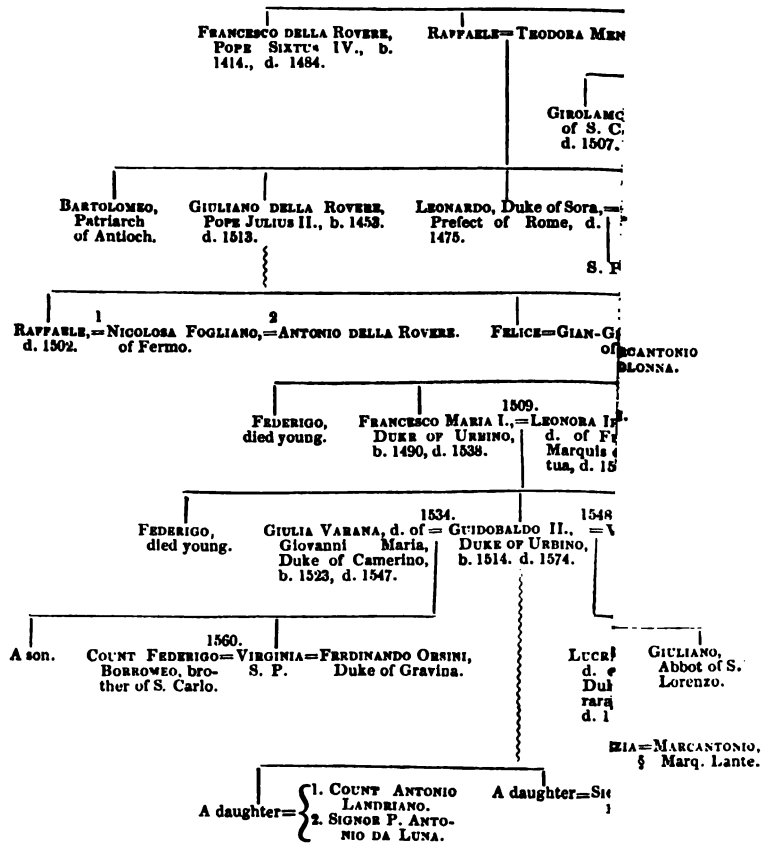 FRANCESCO DELLA ROVERE, RAFFAELE=TEODORA
POPE SIXTUS IV., b.
1414., d. 1484.
of S.
d. 1507.
BARTOLOMEO, GIULIANO DELLA ROVERE, LEONARDO, Duke of Sora,=
Patriarch POPE JULIUS II., b. 1453. Prefect of Rome, d.
of Antioch. d. 1513. 1475.
S.
1 2
RAFFAELE,=NICOLOSA FOGLIANO,=ANTONIO DELLA ROVERE. FELICE=GIAN-
d. 1502. of Fermo. of
1509.
FEDERIGO, FRANCESCO MARIA I.,=LEONORA
died young. DUKE OF URBINO, d. of
b. 1490, d. 1538. Marquis
1534. 1548
FEDERIGO, GIULIA VARANA, d. of = GUIDOBALDO II., =
died young. Giovanni Maria, DUKE OF URBINO,
Duke of Camerino, b. 1514. d. 1574.
b. 1523, d. 1547.
1560.
A son. COUNT FEDERIGO=VIRGINIA=FERDINANDO ORSINI, GIULIANO,
BORROMEO, bro- S. P. Duke of Gravina. d. Abbot of S.
ther of S. Carlo. Lorenzo.
d.
=MARCANTONIO,
§ Marq. Lante.
A daughter= 1. COUNT ANTONIO A daughter=
LANDRIANO.
2. SIGNOR P. ANTO-
NIO DA LUNA.